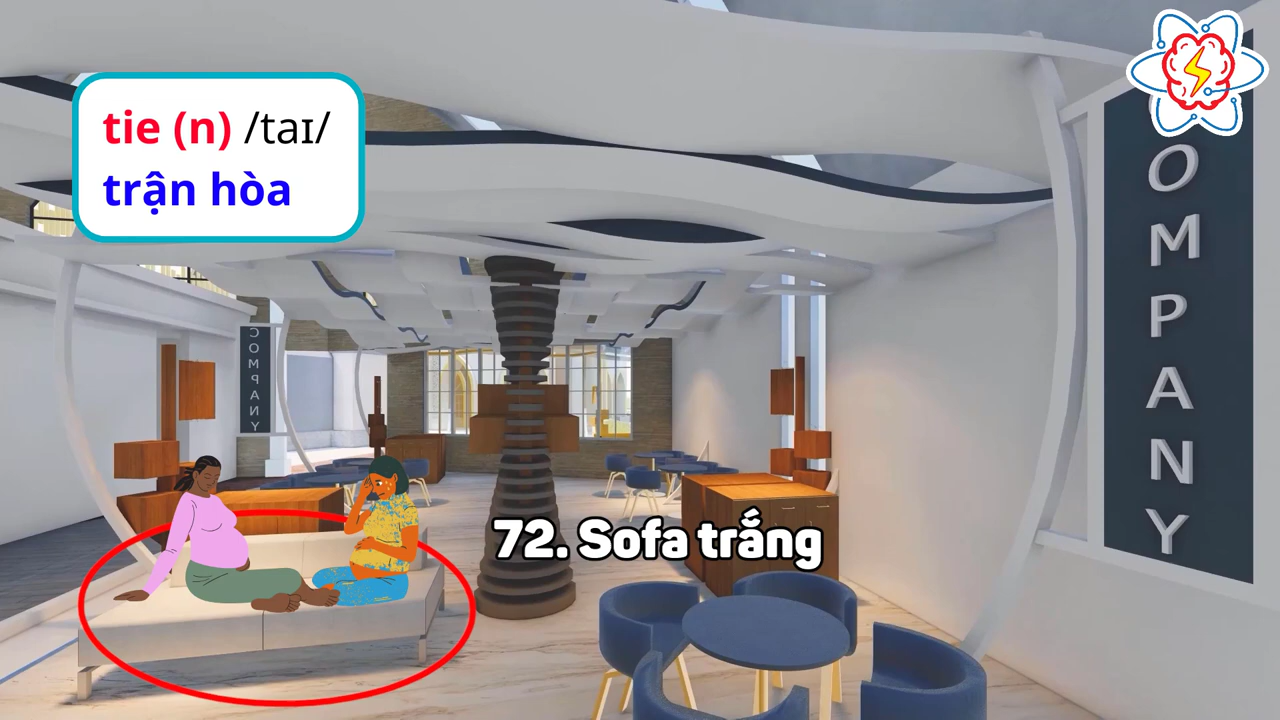 tie (n) /taɪ/
trận hòa
COMPANY
72. Sofa trắng
OMPANY